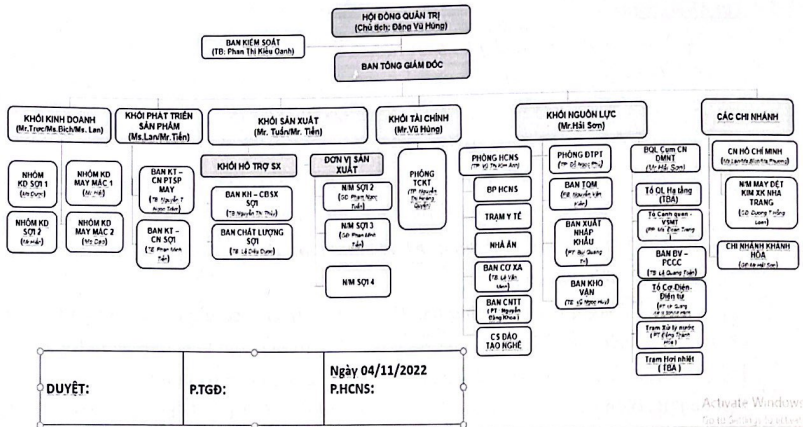 HỘI ĐỒNG QUẢN TRỊ
(Chủ tịch: Đặng Vũ Hùng)
BAN KIỂM SOÁT
(TB: Phan Thị Kiều Oanh)
BAN TỔNG GIÁM ĐỐC
KHỐI KINH DOANH
(Mr.Trực/Ms.Bích/Ms. Lan)
KHỐI PHÁT TRIỂN
SẢN PHẨM
(Ms.Lan/Mr.Tiến)
KHỐI SẢN XUẤT
(Mr. Tuấn/Mr. Tiến)
KHỐI TÀI CHÍNH
(Mr.Vũ Hùng)
KHỐI NGUỒN LỰC
(Mr.Hải Sơn)
CÁC CHI NHÁNH
NHÓM
KD SỢI 1
NHÓM KD
MAY MẶC 1
NHÓM
KD SỢI 2
NHÓM KD
MAY MẶC 2
BAN KT –
CN PTSP
MAY
BAN KT –
CN SỢI
KHỐI HỖ TRỢ SX
BAN KH – CBSX
SỢI
BAN CHẤT LƯỢNG
SỢI
ĐƠN VỊ SẢN
XUẤT
N/M SỢI 2
N/M SỢI 3
N/M SỢI 4
PHÒNG
TCKT
PHÒNG HCNS
BP HCNS
TRẠM Y TẾ
NHÀ ĂN
BAN CƠ XA
BAN CNTT
(PT: Nguyễn
Đăng Khoa)
CS ĐÀO
TẠO NGHỀ
PHÒNG ĐTPT
BAN TQM
BAN XUẤT
NHẬP
KHẨU
BAN KHO
VẬN
BQL Cụm CN
DMNT
(Mr Hải Sơn)
Tổ QL Hạ tầng
(TBA)
Tổ Cảnh quan -
VSMT
BAN BV –
PCCC
Tổ Cơ-Điện-
Điện tử
Trạm Xử lý nước
Trạm Hơi nhiệt
(TBA)
CN HỒ CHÍ MINH
N/M MAY DỆT
KIM XK NHA
TRANG
CHI NHÁNH KHÁNH
HÒA
DUYỆT:
P.TGĐ:
Ngày 04/11/2022
P.HCNS:
Activate Windows